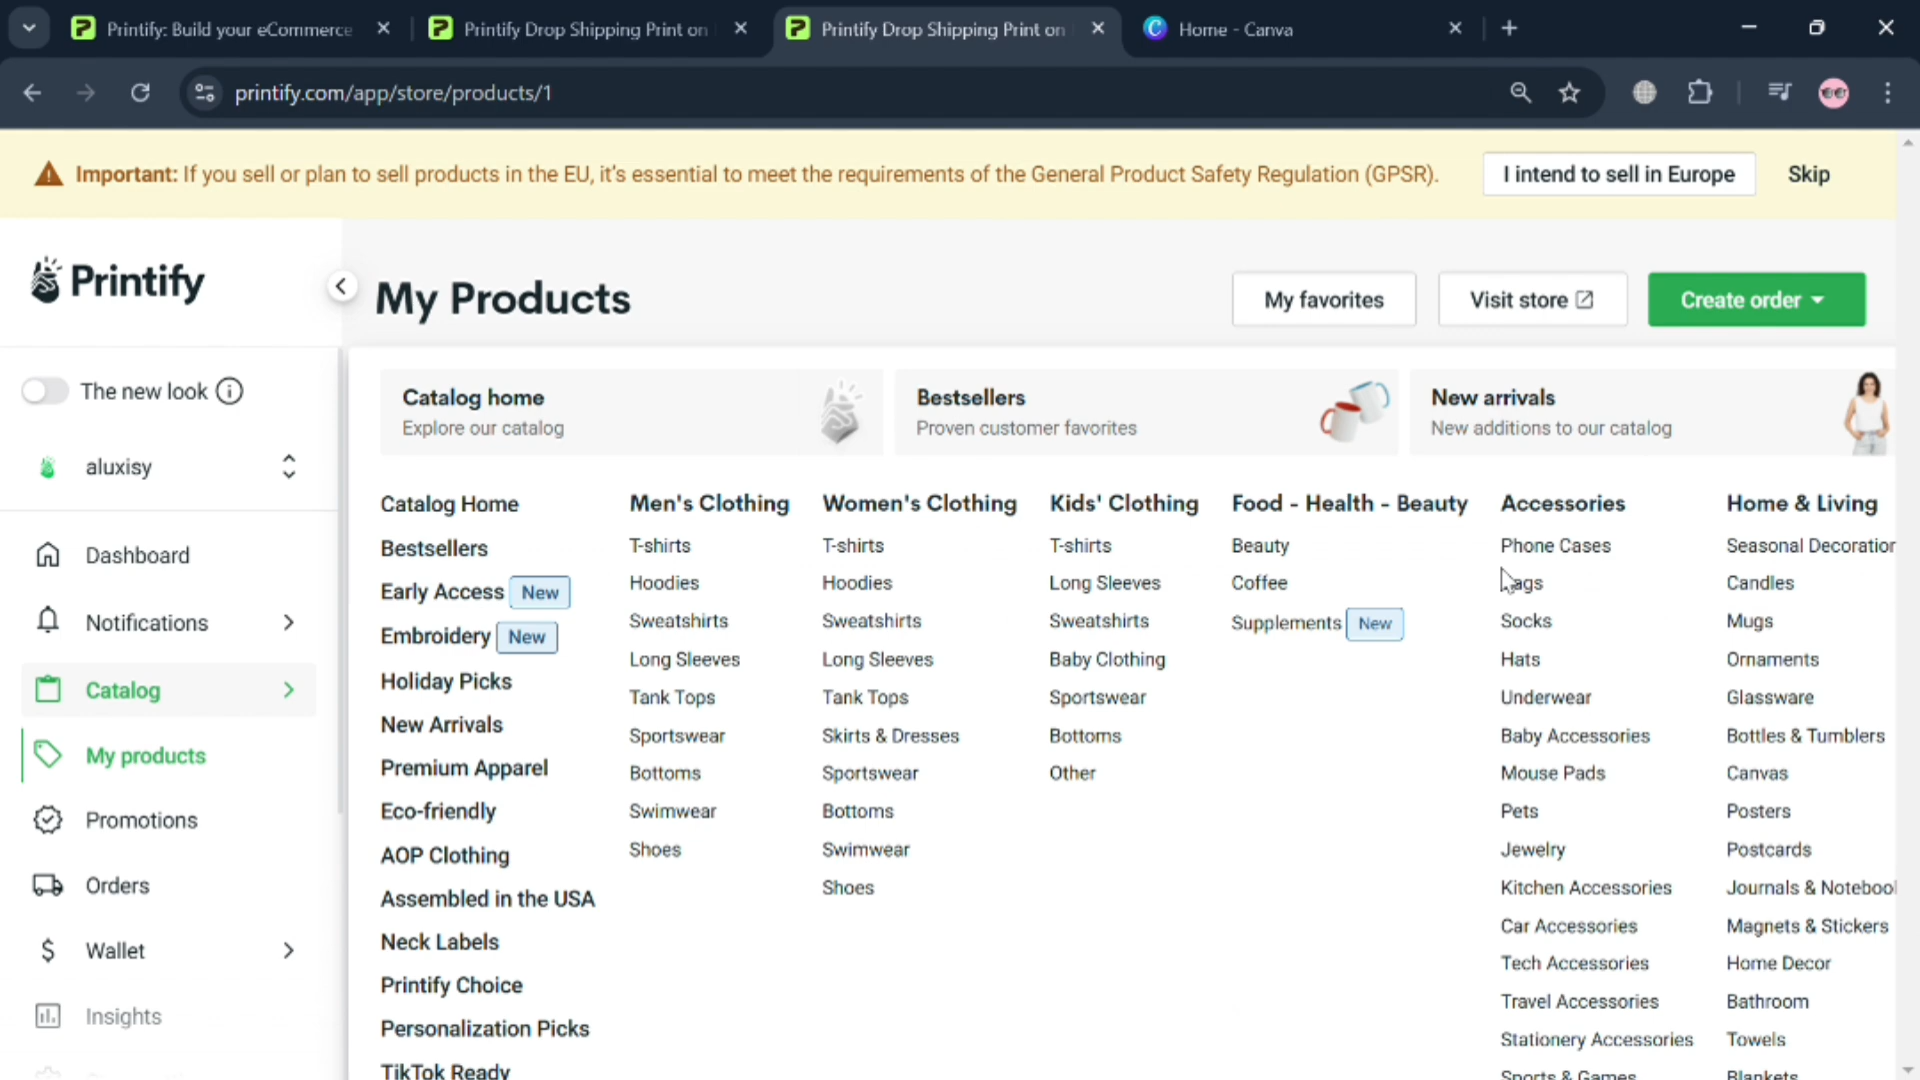 Printify: Build your eCommerce
Printify Drop Shipping Print on
Printify Drop Shipping Print on
Home - Canva
printify.com/app/store/products/1
Important: If you sell or plan to sell products in the EU, it's essential to meet the requirements of the General Product Safety Regulation (GPSR).
I intend to sell in Europe
Skip
Printify
My Products
My favorites
Visit store
Create order
The new look
aluxisy
Dashboard
Notifications
Catalog
My products
Promotions
Orders
Wallet
Insights
Catalog home
Explore our catalog
Bestsellers
Proven customer favorites
New arrivals
New additions to our catalog
Catalog Home
Bestsellers
Early Access New
Embroidery New
Holiday Picks
New Arrivals
Premium Apparel
Eco-friendly
AOP Clothing
Assembled in the USA
Neck Labels
Printify Choice
Personalization Picks
TikTok Ready
Men's Clothing
T-shirts
Hoodies
Sweatshirts
Long Sleeves
Tank Tops
Sportswear
Bottoms
Swimwear
Shoes
Women's Clothing
T-shirts
Hoodies
Sweatshirts
Long Sleeves
Tank Tops
Skirts & Dresses
Sportswear
Bottoms
Swimwear
Shoes
Kids' Clothing
T-shirts
Long Sleeves
Sweatshirts
Baby Clothing
Sportswear
Bottoms
Other
Food - Health - Beauty
Beauty
Coffee
Supplements New
Accessories
Phone Cases
ags
Socks
Hats
Underwear
Baby Accessories
Mouse Pads
Pets
Jewelry
Kitchen Accessories
Car Accessories
Tech Accessories
Travel Accessories
Stationery Accessories
Sports & Games
Home & Living
Seasonal Decoration
Candles
Mugs
Ornaments
Glassware
Bottles & Tumblers
Canvas
Posters
Postcards
Journals & Noteboo
Magnets & Stickers
Home Decor
Bathroom
Towels
Blankets